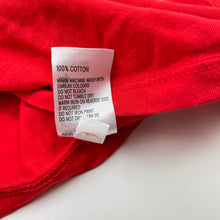 100% COTTON
WARM MACHINE WASH WITH
SIMILAR COLOURS
DO NOT BLEACH
DO NOT TUMBLE DRY
WARM IRON ON REVERSE SIDE
IF REQUIRED
DO NOT IRON PRINT
DO NOT DRY CLEAN